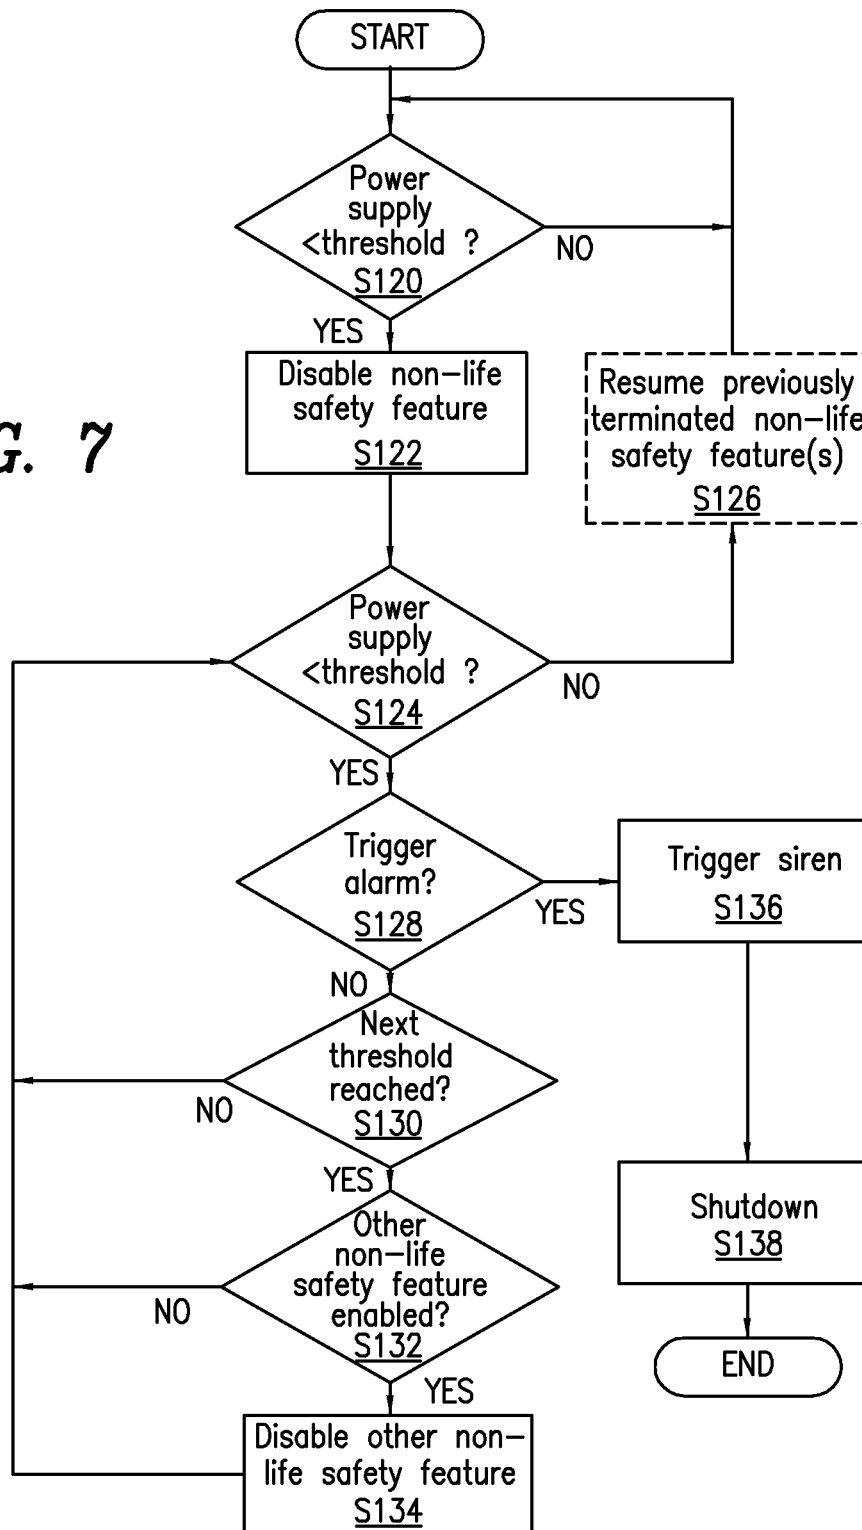 START
Power
supply
<threshold ?
S120
NO
YES
Disable non-life
safety feature
S122
Resume previously
terminated non-life
safety feature(s)
S126
G. 7
Power
supply
<threshold ?
S124
NO
YES
Trigger
alarm?
S128
YES
Trigger siren
S136
NO
Next
threshold
reached?
S130
NO
YES
Other
non-life
safety feature
enabled?
S132
NO
YES
Shutdown
S138
END
Disable other non-
life safety feature
S134